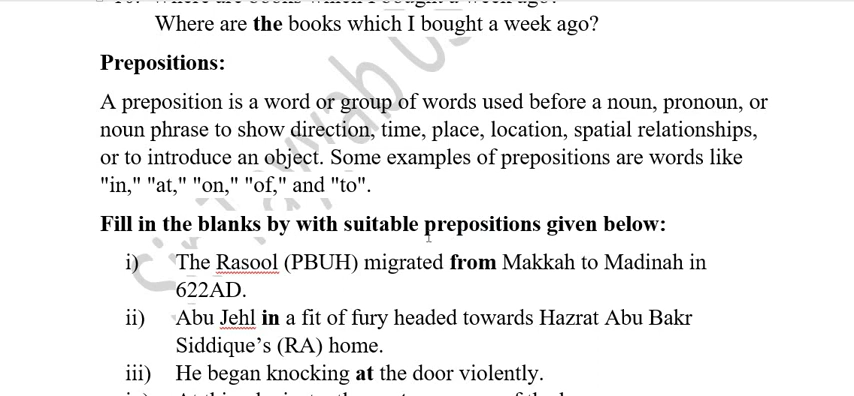 Where are the books which I bought a week ago?
Prepositions:
A preposition is a word or group of words used before a noun, pronoun, or
noun phrase to show direction, time, place, location, spatial relationships,
or to introduce an object. Some examples of prepositions are words like
"in," "at," "on," "of," and "to".
Fill in the blanks by with suitable prepositions given below:
i) The Rasool (PBUH) migrated from Makkah to Madinah in
622AD.
ii) Abu Jehl in a fit of fury headed towards Hazrat Abu Bakr
Siddique’s (RA) home.
iii) He began knocking at the door violently.